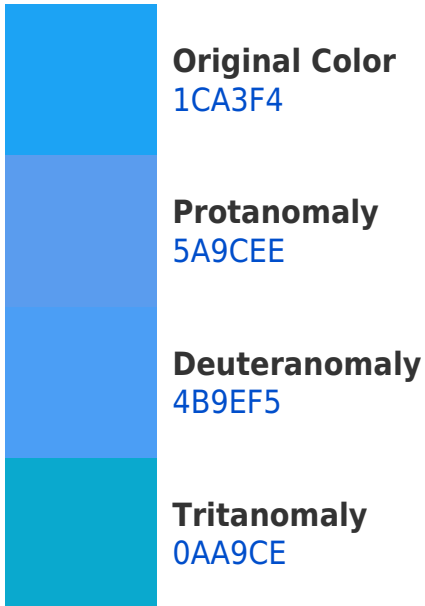 Original Color
1CA3F4
Protanomaly
5A9CEE
Deuteranomaly
4B9EF5
Tritanomaly
0AA9CE